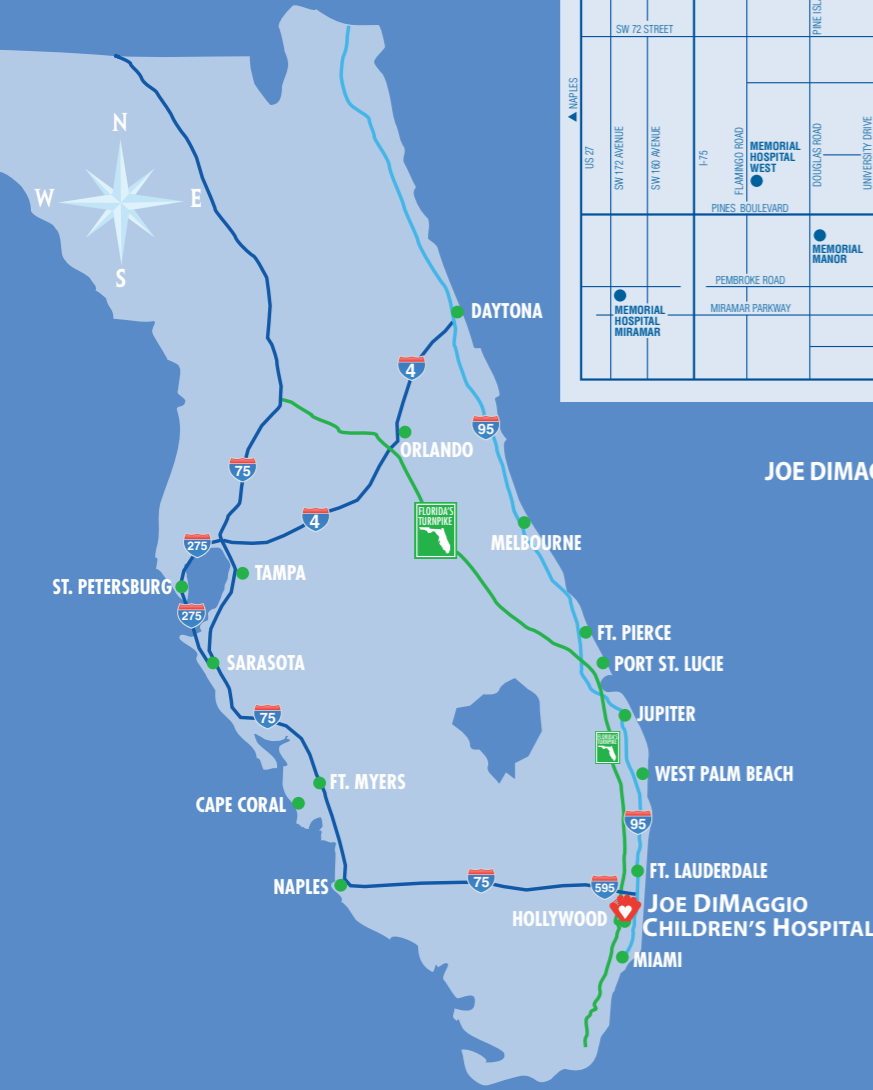 SW 72 STREET
PINE ISL
NAPLES
US 27
SW 172 AVENUE
SW 160 AVENUE
I-75
FLAMINGO ROAD
MEMORIAL
HOSPITAL
WEST
DOUGLAS ROAD
UNIVERSITY DRIVE
PINES BOULEVARD
MEMORIAL
MANOR
PEMBROKE ROAD
MEMORIAL
HOSPITAL
MIRAMAR
MIRAMAR PARKWAY
N
W
E
S
DAYTONA
4
ORLANDO
95
75
JOE DIMAG
4
FLORIDA'S
TURNPIKE
275
MELBOURNE
TAMPA
ST. PETERSBURG
275
FT. PIERCE
SARASOTA
PORT ST. LUCIE
75
JUPITER
FLORIDA'S
TURNPIKE
WEST PALM BEACH
FT. MYERS
CAPE CORAL
95
FT. LAUDERDALE
NAPLES
75
595
HOLLYWOOD
JOE DIMAGGIO
CHILDREN'S HOSPITAL
MIAMI